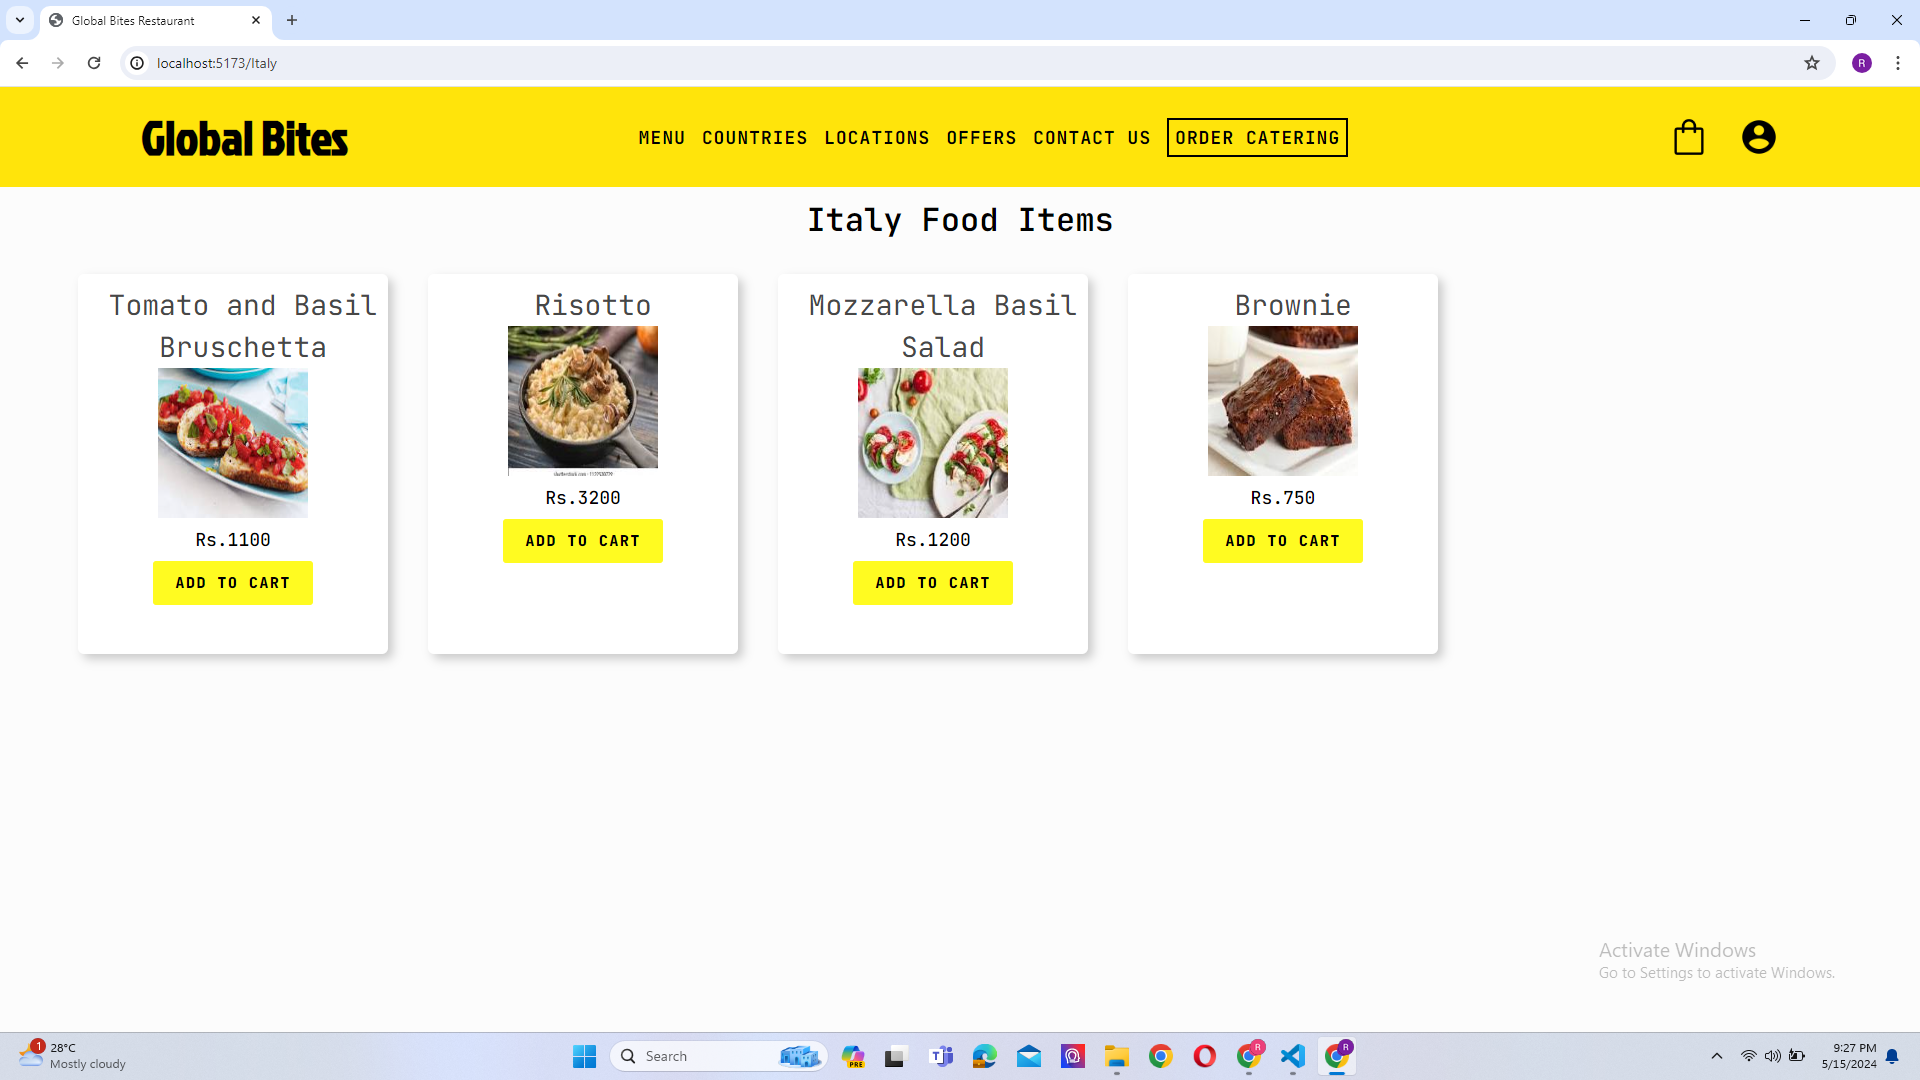 Global Bites Restaurant
localhost:5173/Italy
R
Global Bites
MENU COUNTRIES LOCATIONS OFFERS CONTACT US ORDER CATERING
Italy Food Items
Tomato and Basil
Bruschetta
Rs.1100
ADD TO CART
Risotto
Rs.3200
ADD TO CART
Mozzarella Basil
Salad
Rs.1200
ADD TO CART
Brownie
Rs.750
ADD TO CART
Activate Windows
Go to Settings to activate Windows.
1
28°C
Mostly cloudy
Search
PRE
T
R
R
9:27 PM
5/15/2024